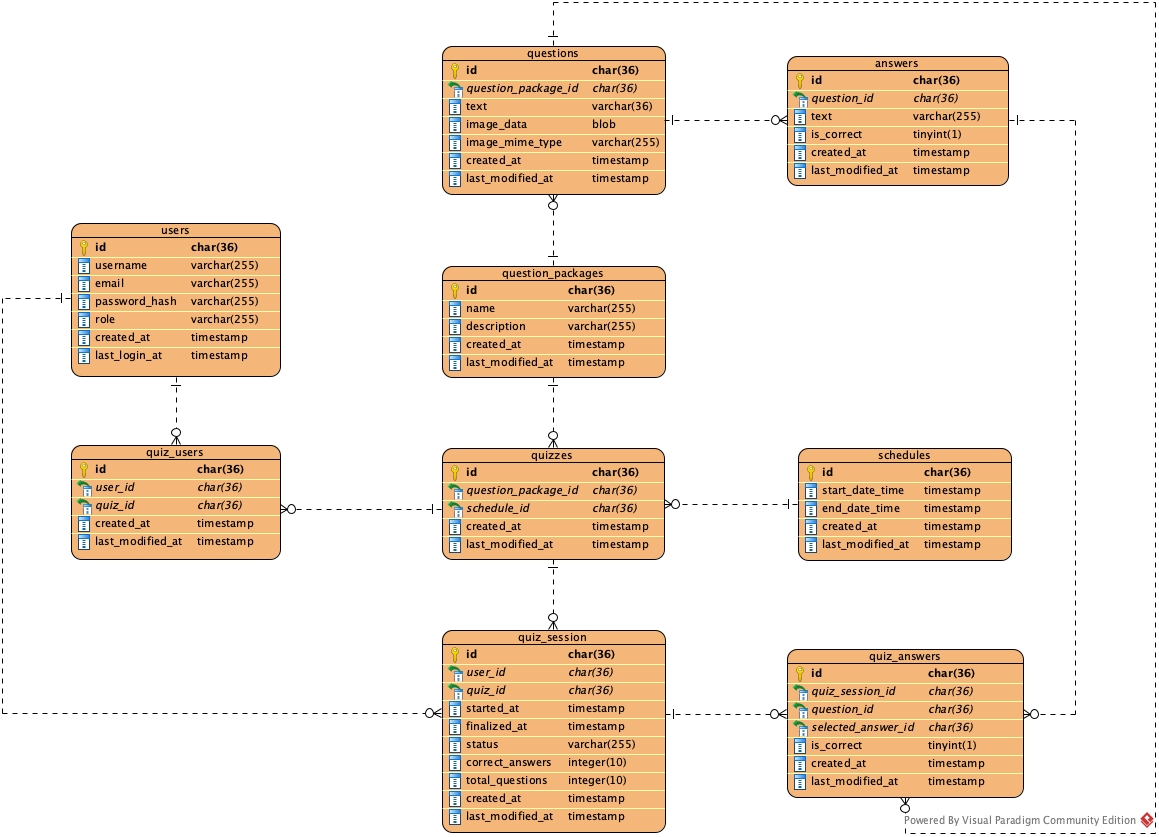 questions
id char(36)
question_package_id char(36)
text varchar(36)
image_data blob
image_mime_type varchar(255)
created_at timestamp
last_modified_at timestamp
answers
id char(36)
question_id char(36)
text varchar(255)
is_correct tinyint(1)
created_at timestamp
last_modified_at timestamp
users
id char(36)
username varchar(255)
email varchar(255)
password_hash varchar(255)
role varchar(255)
created_at timestamp
last_login_at timestamp
question_packages
id char(36)
name varchar(255)
description varchar(255)
created_at timestamp
last_modified_at timestamp
quiz_users
id char(36)
user_id char(36)
quiz_id char(36)
created_at timestamp
last_modified_at timestamp
quizzes
id char(36)
question_package_id char(36)
schedule_id char(36)
created_at timestamp
last_modified_at timestamp
schedules
id char(36)
start_date_time timestamp
end_date_time timestamp
created_at timestamp
last_modified_at timestamp
quiz_session
id char(36)
user_id char(36)
quiz_id char(36)
started_at timestamp
finalized_at timestamp
status varchar(255)
correct_answers integer(10)
total_questions integer(10)
created_at timestamp
last_modified_at timestamp
quiz_answers
id char(36)
quiz_session_id char(36)
question_id char(36)
selected_answer_id char(36)
is_correct tinyint(1)
created_at timestamp
last_modified_at timestamp
Powered By Visual Paradigm Community Edition